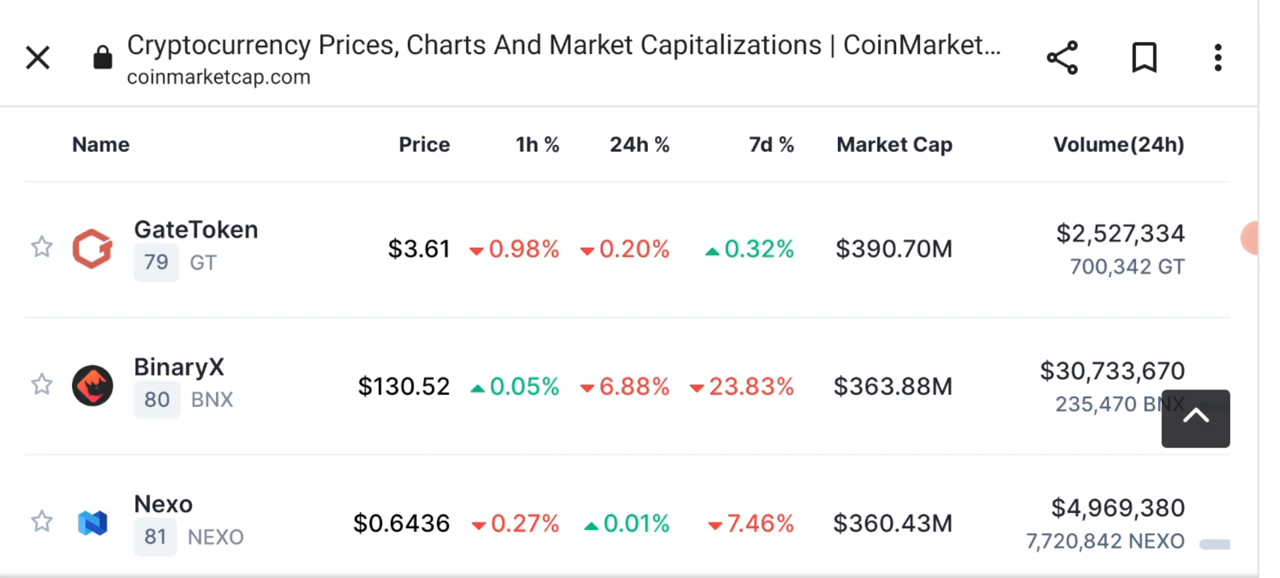 Cryptocurrency Prices, Charts And Market Capitalizations | CoinMarket...
coinmarketcap.com
Name Price 1h % 24h % 7d % Market Cap Volume(24h)
GateToken
79 GT
$3.61 0.98% 0.20% 0.32% $390.70M
$2,527,334
700,342 GT
BinaryX
80 BNX
$130.52 0.05% 6.88% 23.83% $363.88M
$30,733,670
235,470 BNX
Nexo
81 NEXO
$0.6436 0.27% 0.01% 7.46% $360.43M
$4,969,380
7,720,842 NEXO